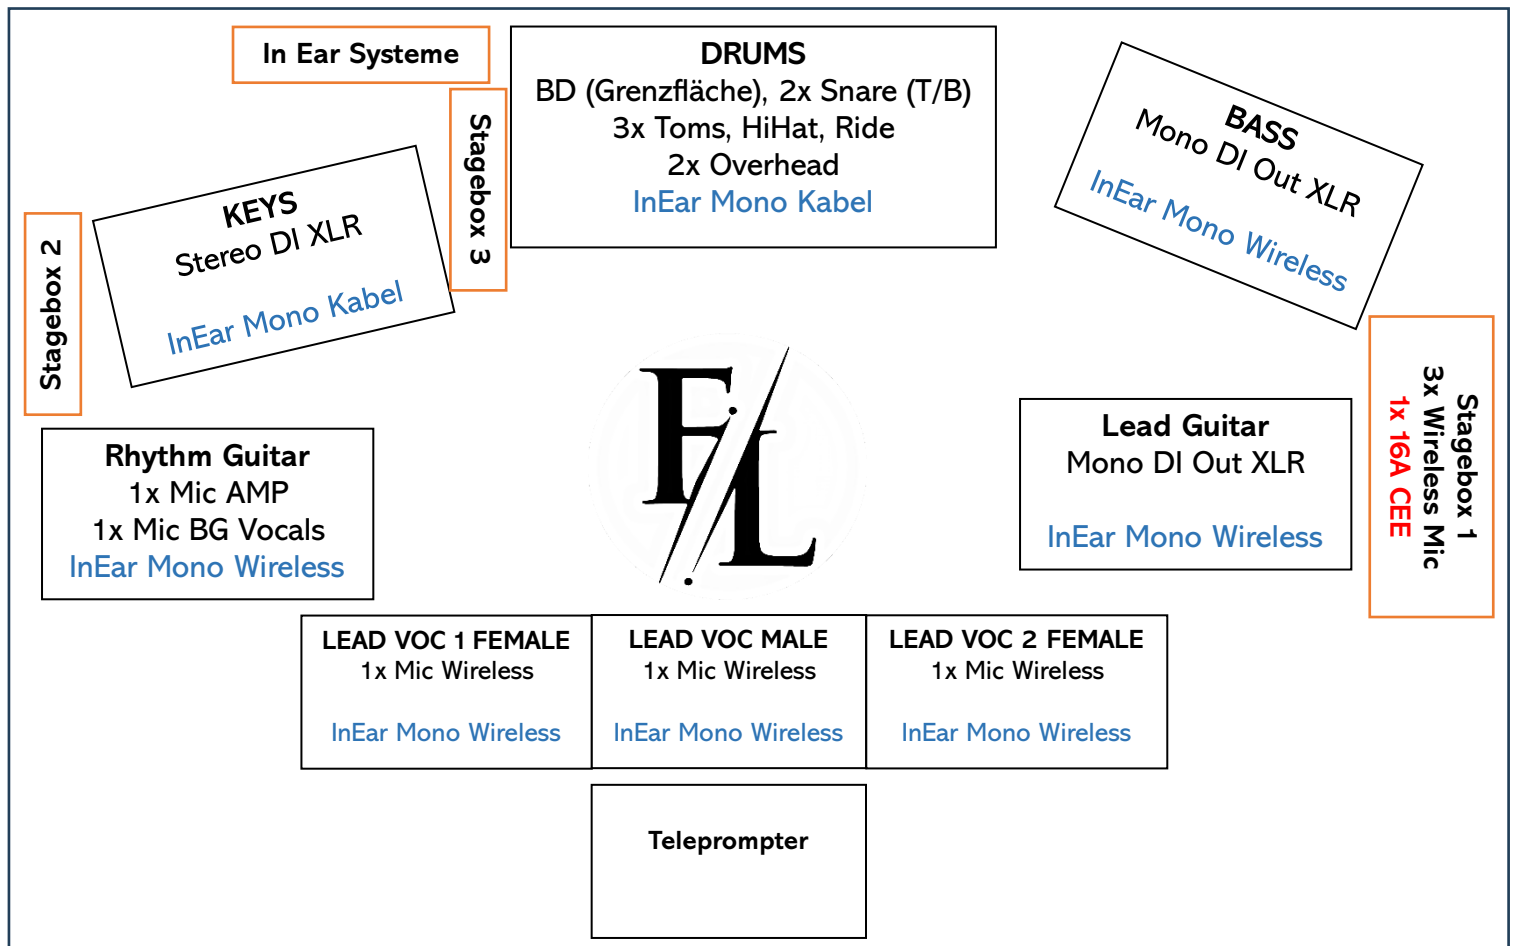 In Ear Systeme
DRUMS
BD (Grenzfläche), 2x Snare (T/B)
3x Toms, HiHat, Ride
2x Overhead
InEar Mono Kabel
BASS
Mono DI Out XLR
InEar Mono Wireless
Stagebox 3
KEYS
Stereo DI XLR
InEar Mono Kabel
Stagebox 2
Stagebox 1
3x Wireless Mic
1x 16A CEE
Rhythm Guitar
1x Mic AMP
1x Mic BG Vocals
InEar Mono Wireless
F/L
Lead Guitar
Mono DI Out XLR
InEar Mono Wireless
LEAD VOC 1 FEMALE
1x Mic Wireless
InEar Mono Wireless
LEAD VOC MALE
1x Mic Wireless
InEar Mono Wireless
LEAD VOC 2 FEMALE
1x Mic Wireless
InEar Mono Wireless
Teleprompter